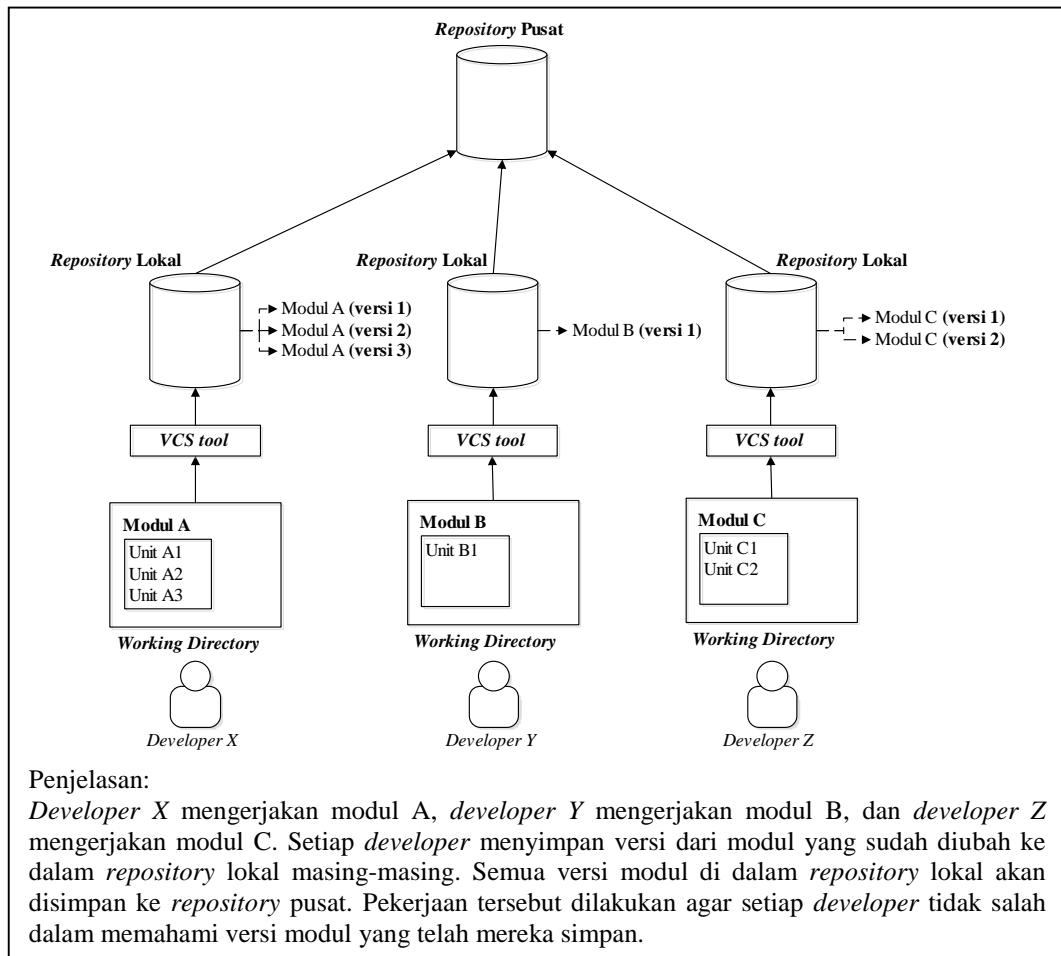 Repository Pusat
Repository Lokal
Repository Lokal
Repository Lokal
Modul A (versi 1)
Modul A (versi 2)
Modul A (versi 3)
Modul B (versi 1)
Modul C (versi 1)
Modul C (versi 2)
VCS tool
VCS tool
VCS tool
Modul A
Unit A1
Unit A2
Unit A3
Modul B
Unit B1
Modul C
Unit C1
Unit C2
Working Directory
Working Directory
Working Directory
Developer X
Developer Y
Developer Z
Penjelasan:
Developer X mengerjakan modul A, developer Y mengerjakan modul B, dan developer Z
mengerjakan modul C. Setiap developer menyimpan versi dari modul yang sudah diubah ke
dalam repository lokal masing-masing. Semua versi modul di dalam repository lokal akan
disimpan ke repository pusat. Pekerjaan tersebut dilakukan agar setiap developer tidak salah
dalam memahami versi modul yang telah mereka simpan.